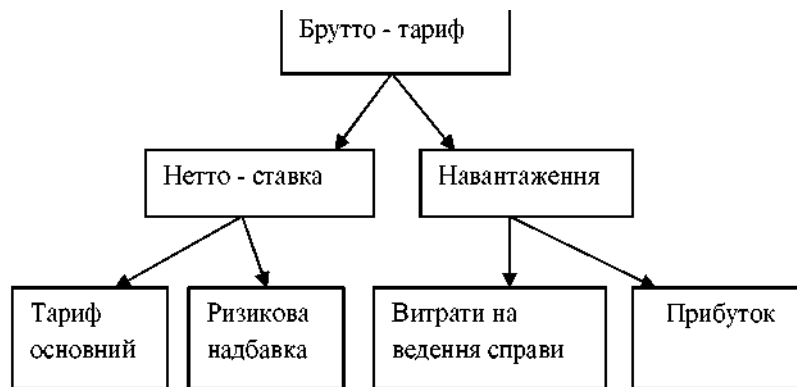 Брутто - тариф
Нетто - ставка
Навантаження
Тариф
основний
Ризикова
надбавка
Витрати на
ведення справи
Прибуток